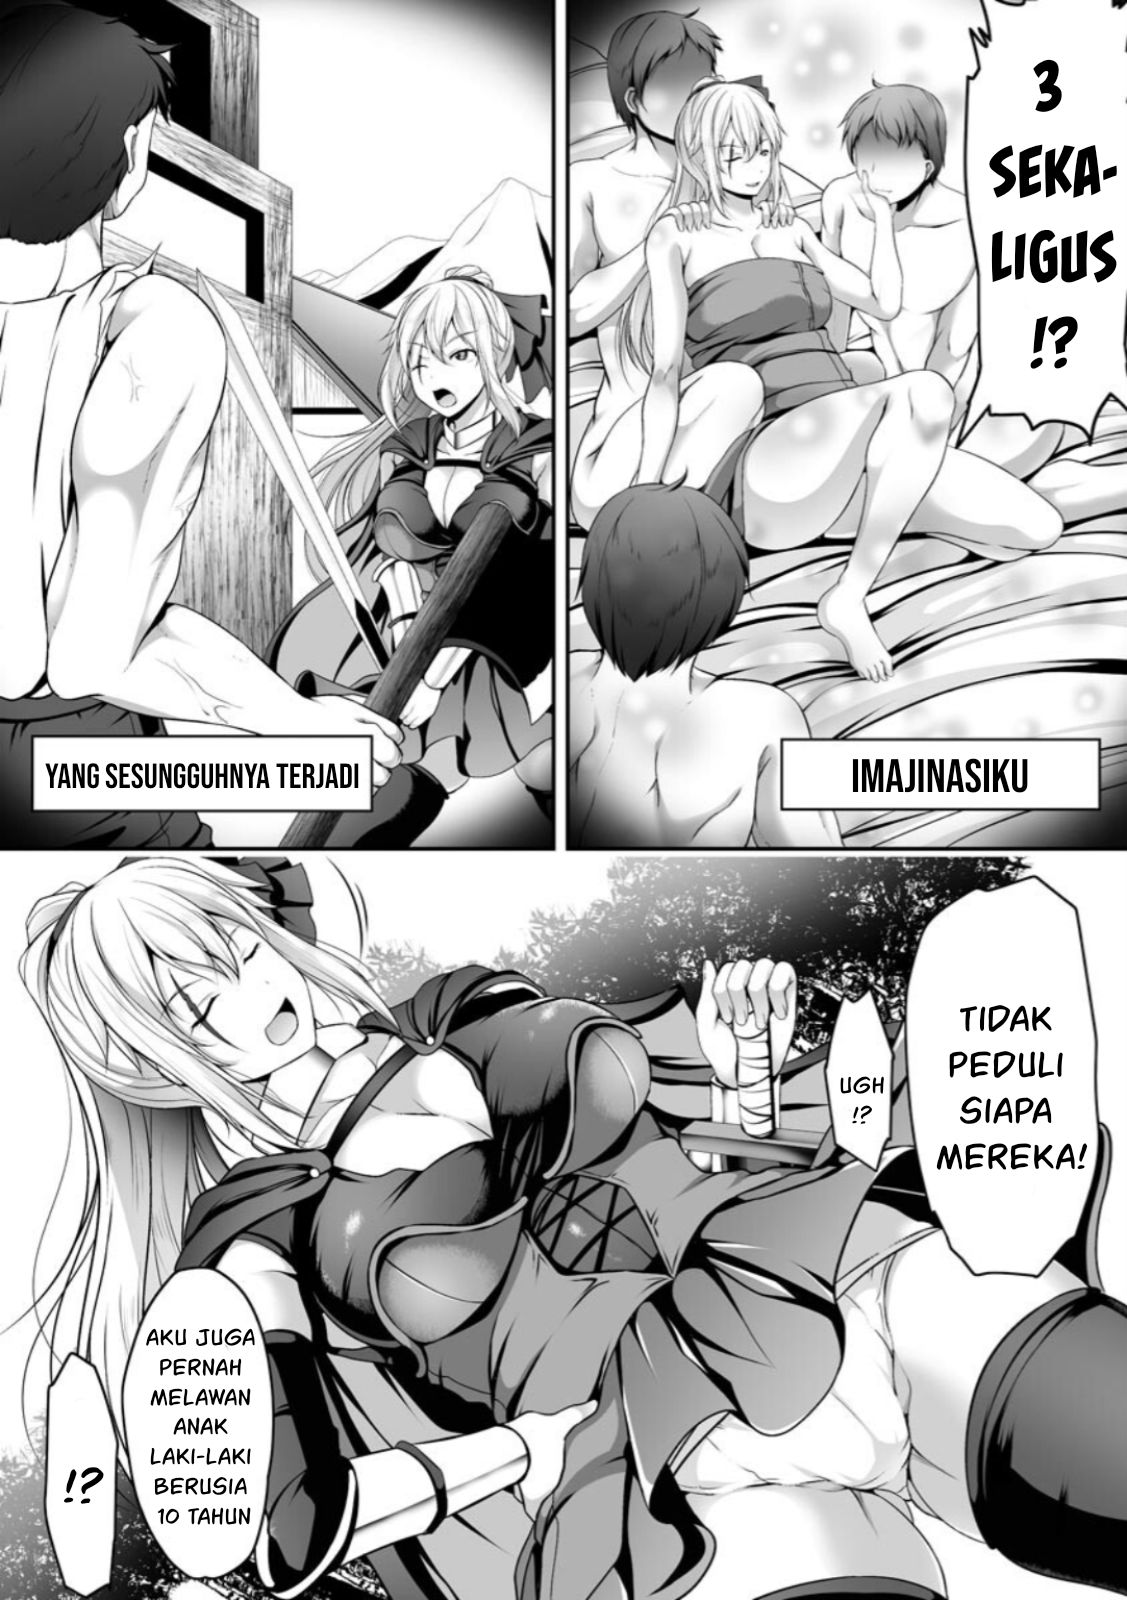 3
SEKA-
LIGUS
!?
IMAJINASIKU
YANG SESUNGGUHNYA TERJADI
TIDAK
PEDULI
SIAPA
MEREKA!
UGH
!?
AKU JUGA
PERNAH
MELAWAN
ANAK
LAKI-LAKI
BERUSIA
10 TAHUN
!?